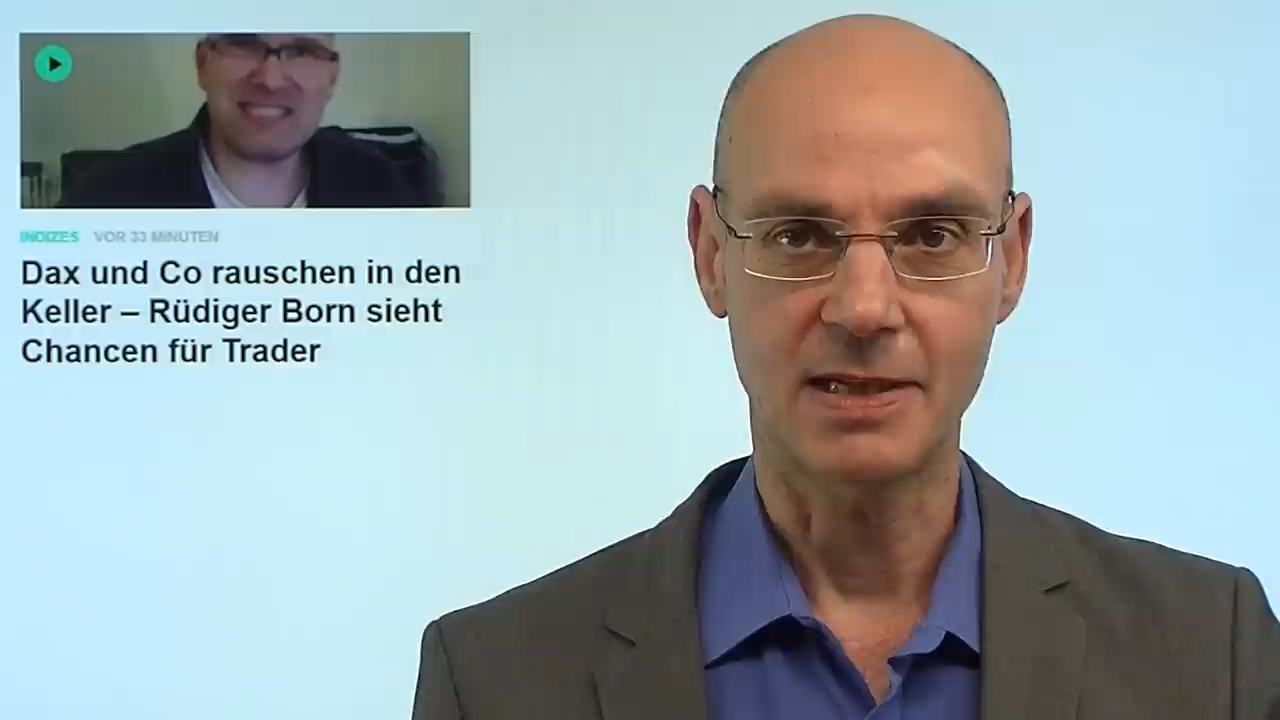 INDIZES VOR 33 MINUTEN
Dax und Co rauschen in den
Keller – Rüdiger Born sieht
Chancen für Trader